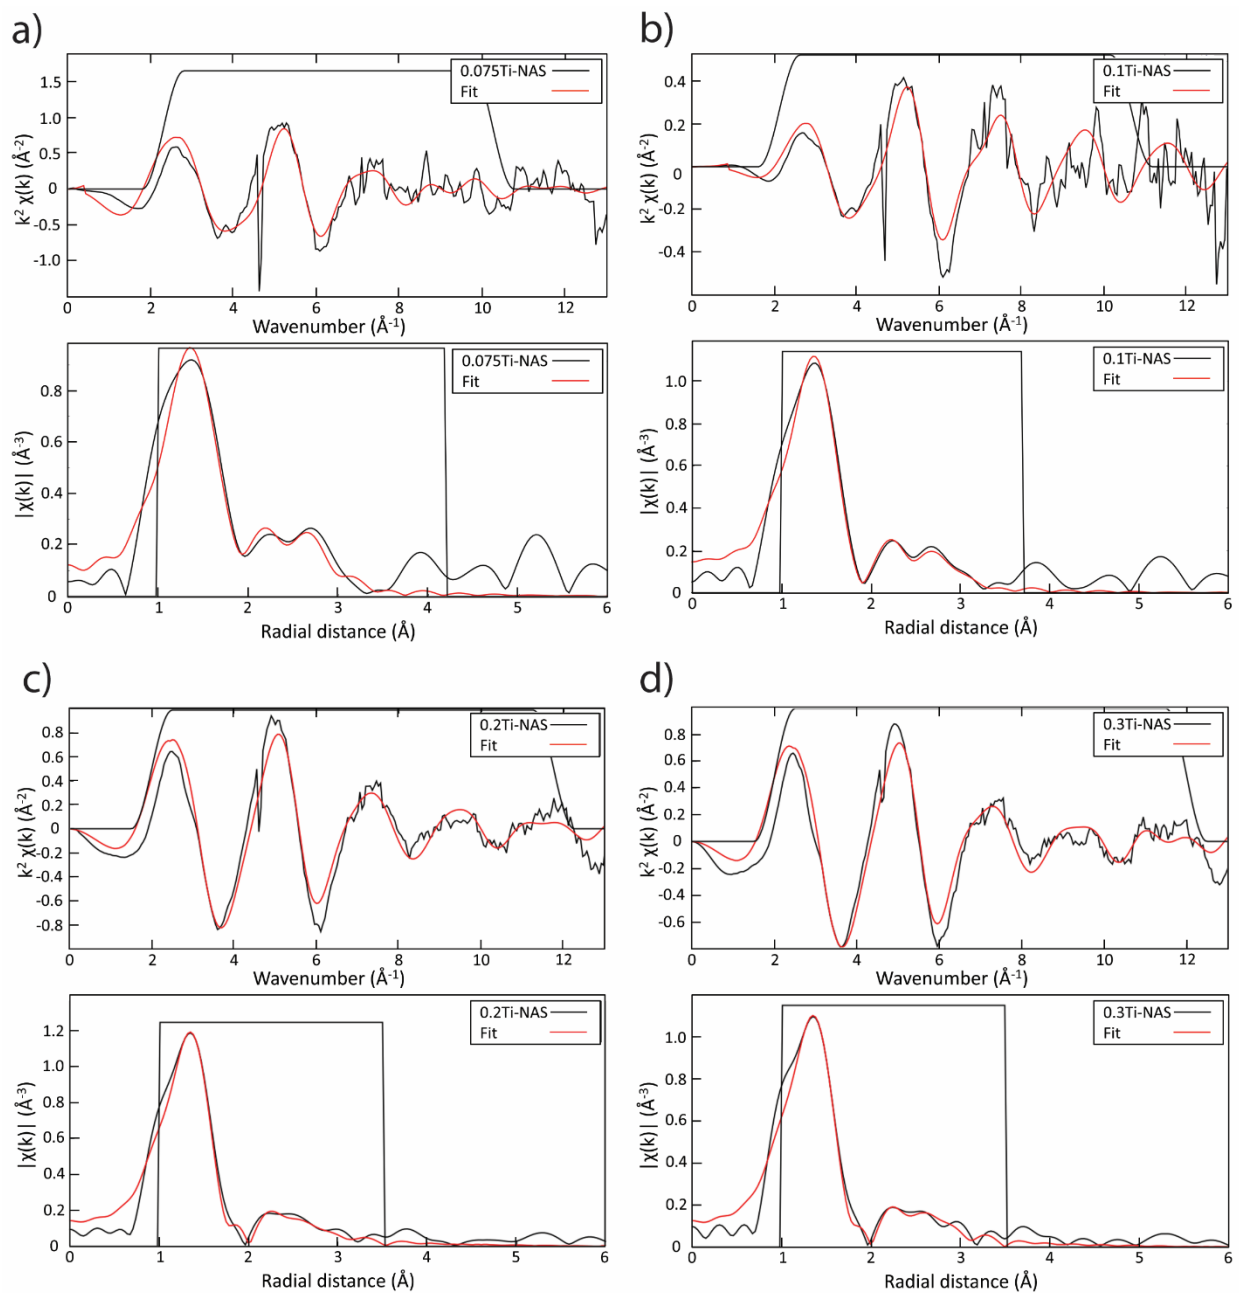 a)
0.075Ti-NAS
Fit
k² χ(k) (Å⁻²)
1.5
1.0
0.5
0
-0.5
-1.0
0 2 4 6 8 10 12
Wavenumber (Å⁻¹)
0.075Ti-NAS
Fit
|χ(k)| (Å⁻³)
0.8
0.6
0.4
0.2
0
0 1 2 3 4 5 6
Radial distance (Å)
b)
0.1Ti-NAS
Fit
k² χ(k) (Å⁻²)
0.4
0.2
0
-0.2
-0.4
0 2 4 6 8 10 12
Wavenumber (Å⁻¹)
0.1Ti-NAS
Fit
|χ(k)| (Å⁻³)
1.0
0.8
0.6
0.4
0.2
0
0 1 2 3 4 5 6
Radial distance (Å)
c)
0.2Ti-NAS
Fit
k² χ(k) (Å⁻²)
0.8
0.6
0.4
0.2
0
-0.2
-0.4
-0.6
-0.8
0 2 4 6 8 10 12
Wavenumber (Å⁻¹)
0.2Ti-NAS
Fit
|χ(k)| (Å⁻³)
1.2
1.0
0.8
0.6
0.4
0.2
0
0 1 2 3 4 5 6
Radial distance (Å)
d)
0.3Ti-NAS
Fit
k² χ(k) (Å⁻²)
0.8
0.6
0.4
0.2
0
-0.2
-0.4
-0.6
0 2 4 6 8 10 12
Wavenumber (Å⁻¹)
0.3Ti-NAS
Fit
|χ(k)| (Å⁻³)
1.0
0.8
0.6
0.4
0.2
0
0 1 2 3 4 5 6
Radial distance (Å)